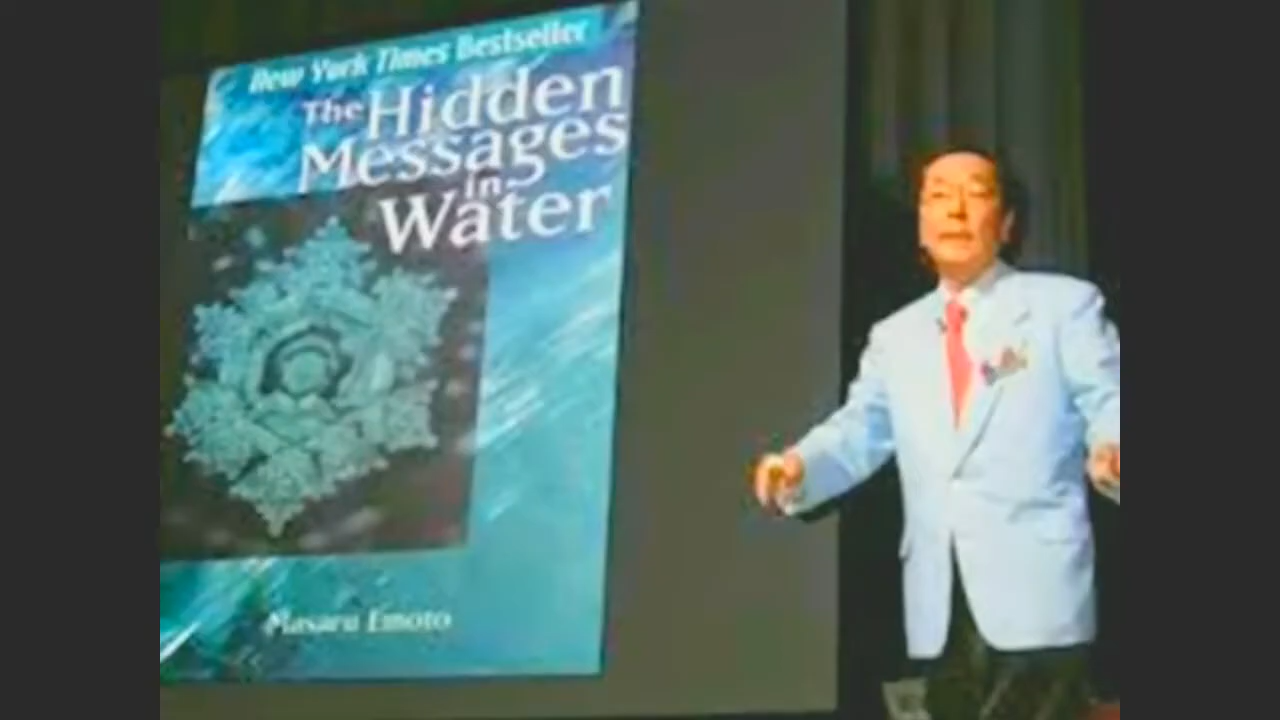 New York Times Bestseller
The Hidden
Messages
in
Water
Masaru Emoto